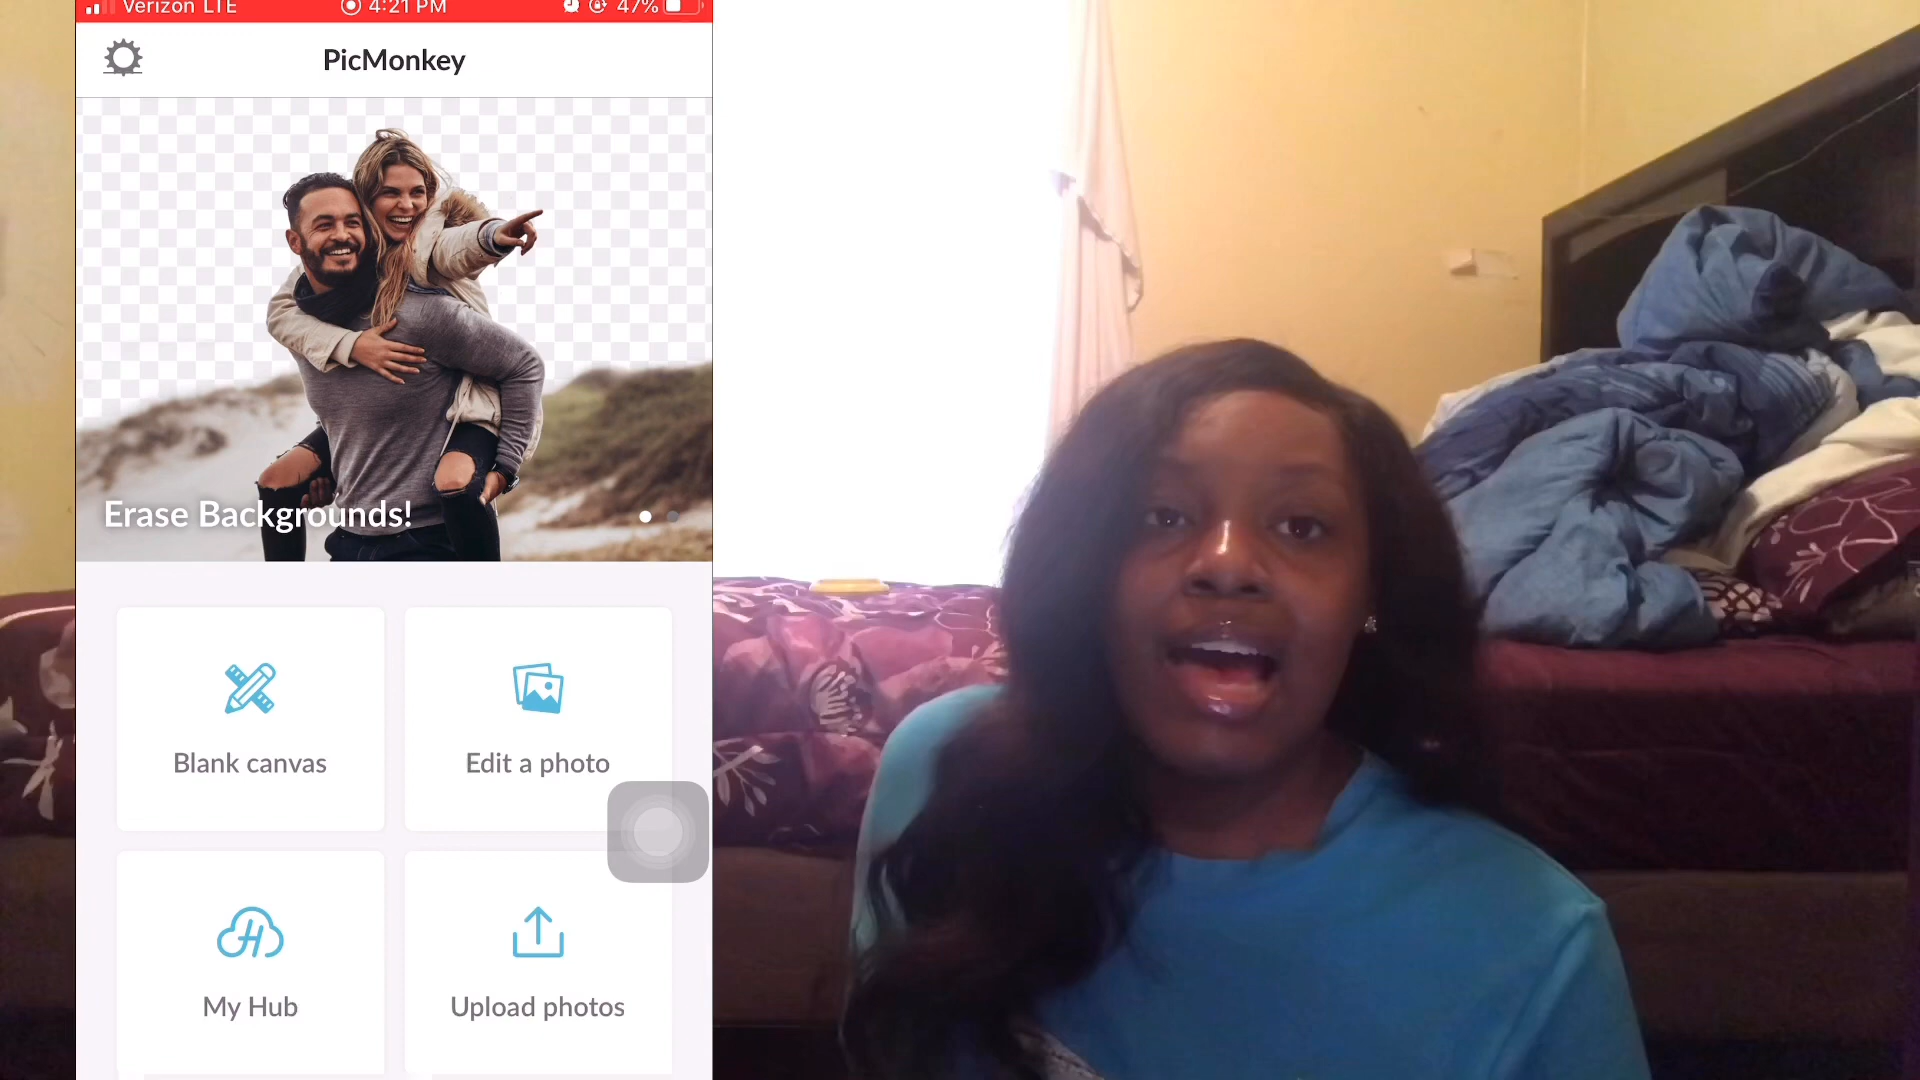 Verizon LTE 4:21 PM 47%
PicMonkey
Erase Backgrounds!
Blank canvas
Edit a photo
My Hub
Upload photos